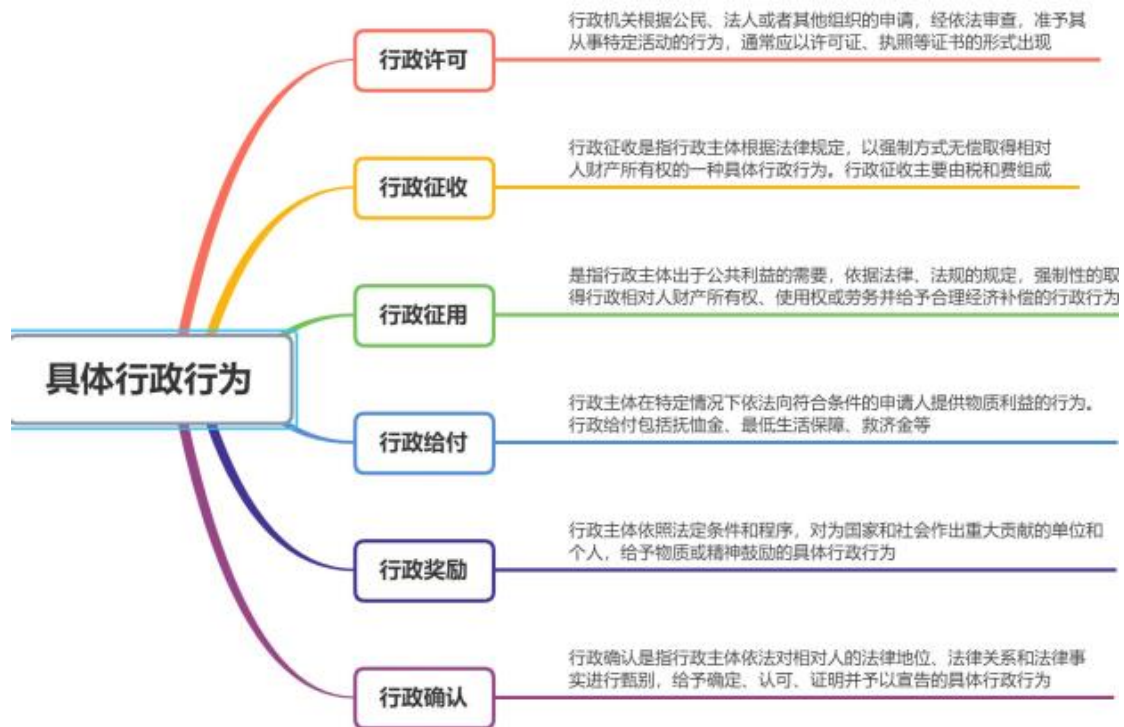 行政机关根据公民、法人或者其他组织的申请，经依法审查，准予其
从事特定活动的行为，通常应以许可证、执照等证书的形式出现
行政许可
行政征收是指行政主体根据法律规定，以强制方式无偿取得相对
人财产所有权的一种具体行政行为。行政征收主要由税和费组成
行政征收
是指行政主体出于公共利益的需要，依据法律、法规的规定，强制性的取
得行政相对人财产所有权、使用权或劳务并给予合理经济补偿的行政行为
行政征用
具体行政行为
行政主体在特定情况下依法向符合条件的申请人提供物质利益的行为。
行政给付包括抚恤金、最低生活保障、救济金等
行政给付
行政主体依照法定条件和程序，对为国家和社会作出重大贡献的单位和
个人，给予物质或精神鼓励的具体行政行为
行政奖励
行政确认是指行政主体依法对相对人的法律地位、法律关系和法律事
实进行甄别，给予确定、认可、证明并予以宣告的具体行政行为
行政确认